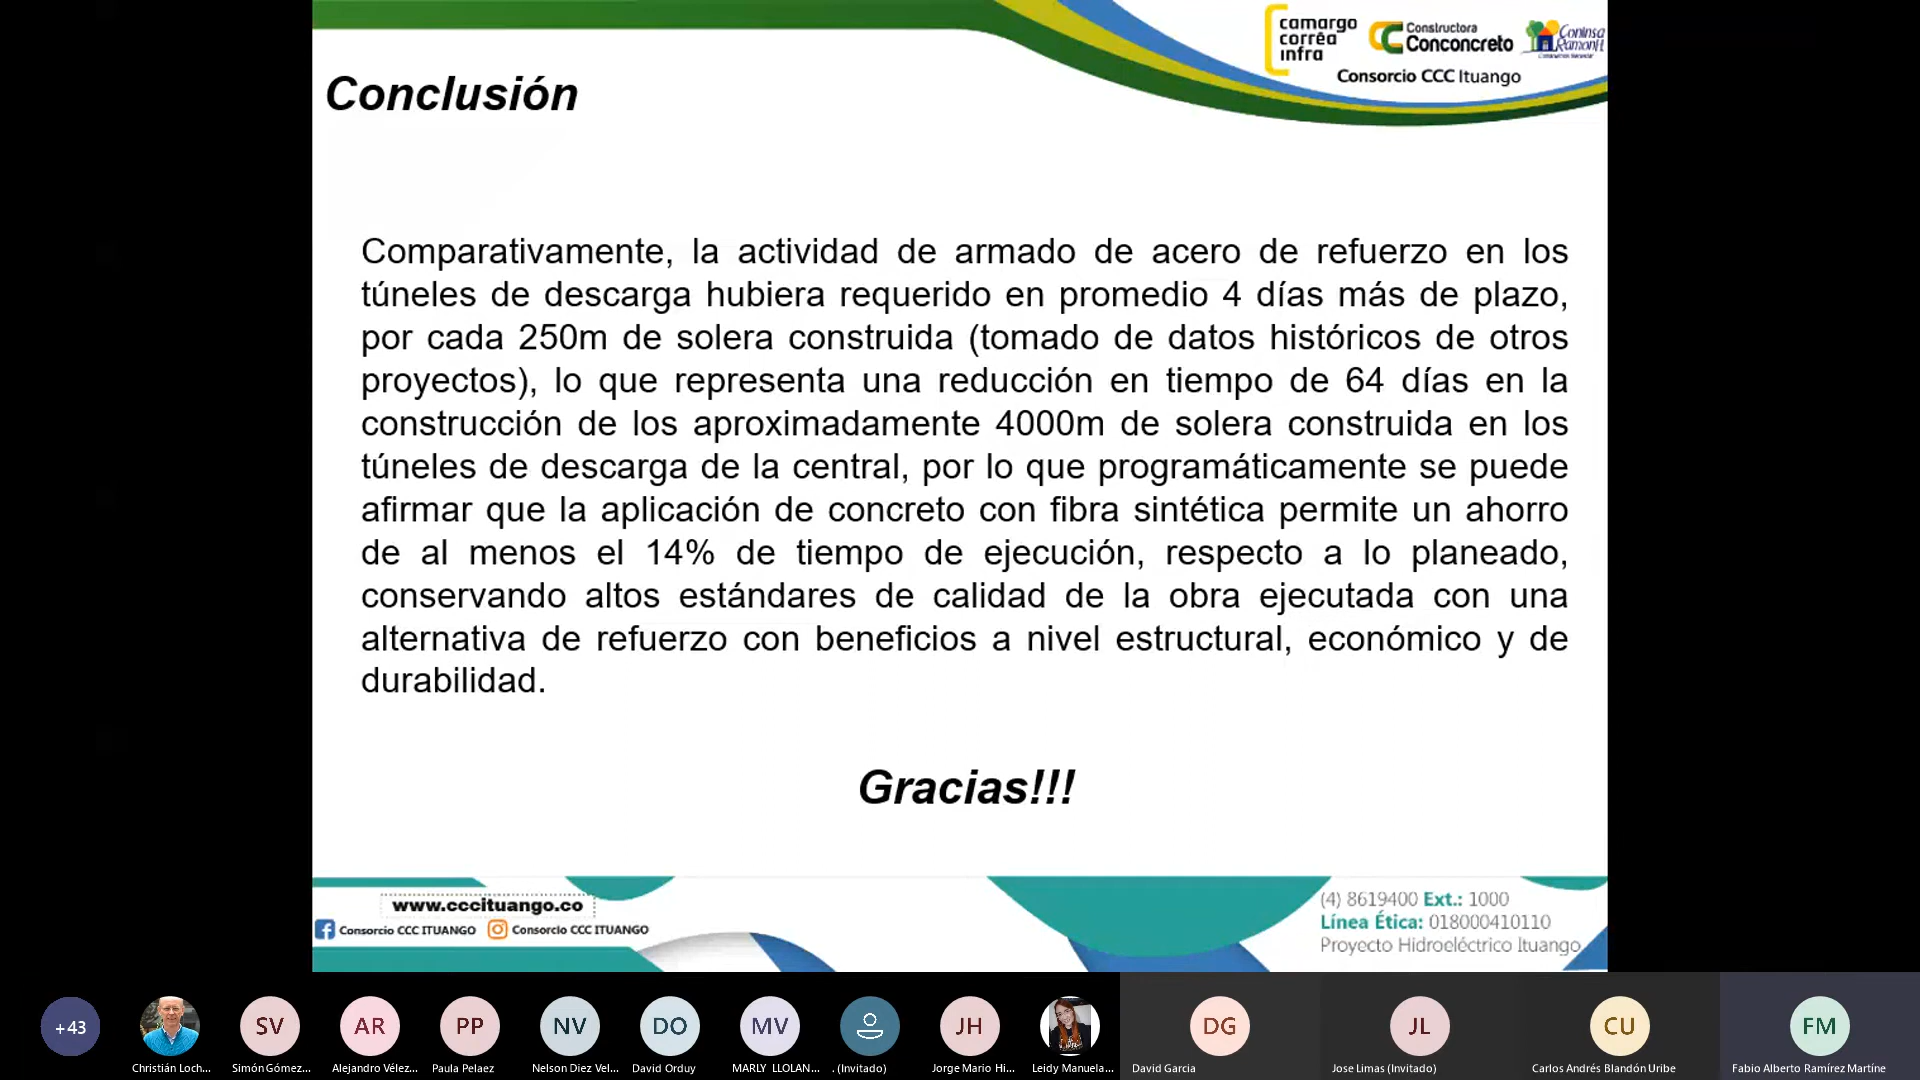 camargo
corrêa
infra
Constructora
Conconcreto
Coninsa
Ramon H.
Consorcio CCC Ituango
Conclusión
Comparativamente, la actividad de armado de acero de refuerzo en los
túneles de descarga hubiera requerido en promedio 4 días más de plazo,
por cada 250m de solera construida (tomado de datos históricos de otros
proyectos), lo que representa una reducción en tiempo de 64 días en la
construcción de los aproximadamente 4000m de solera construida en los
túneles de descarga de la central, por lo que programáticamente se puede
afirmar que la aplicación de concreto con fibra sintética permite un ahorro
de al menos el 14% de tiempo de ejecución, respecto a lo planeado,
conservando altos estándares de calidad de la obra ejecutada con una
alternativa de refuerzo con beneficios a nivel estructural, económico y de
durabilidad.
Gracias!!!
www.cccituango.co
Consorcio CCC ITUANGO Consorcio CCC ITUANGO
(4) 8619400 Ext.: 1000
Línea Ética: 018000410110
Proyecto Hidroeléctrico Ituango
+43 SV AR PP NV DO MV JH DG JL CU FM
Christián Loch... Simón Gómez... Alejandro Vélez... Paula Pelaez Nelson Diez Vel... David Orduy MARLY LLOLAN... . (Invitado) Jorge Mario Hi... Leidy Manuela... David Garcia Jose Limas (Invitado) Carlos Andrés Blandón Uribe Fabio Alberto Ramírez Martíne